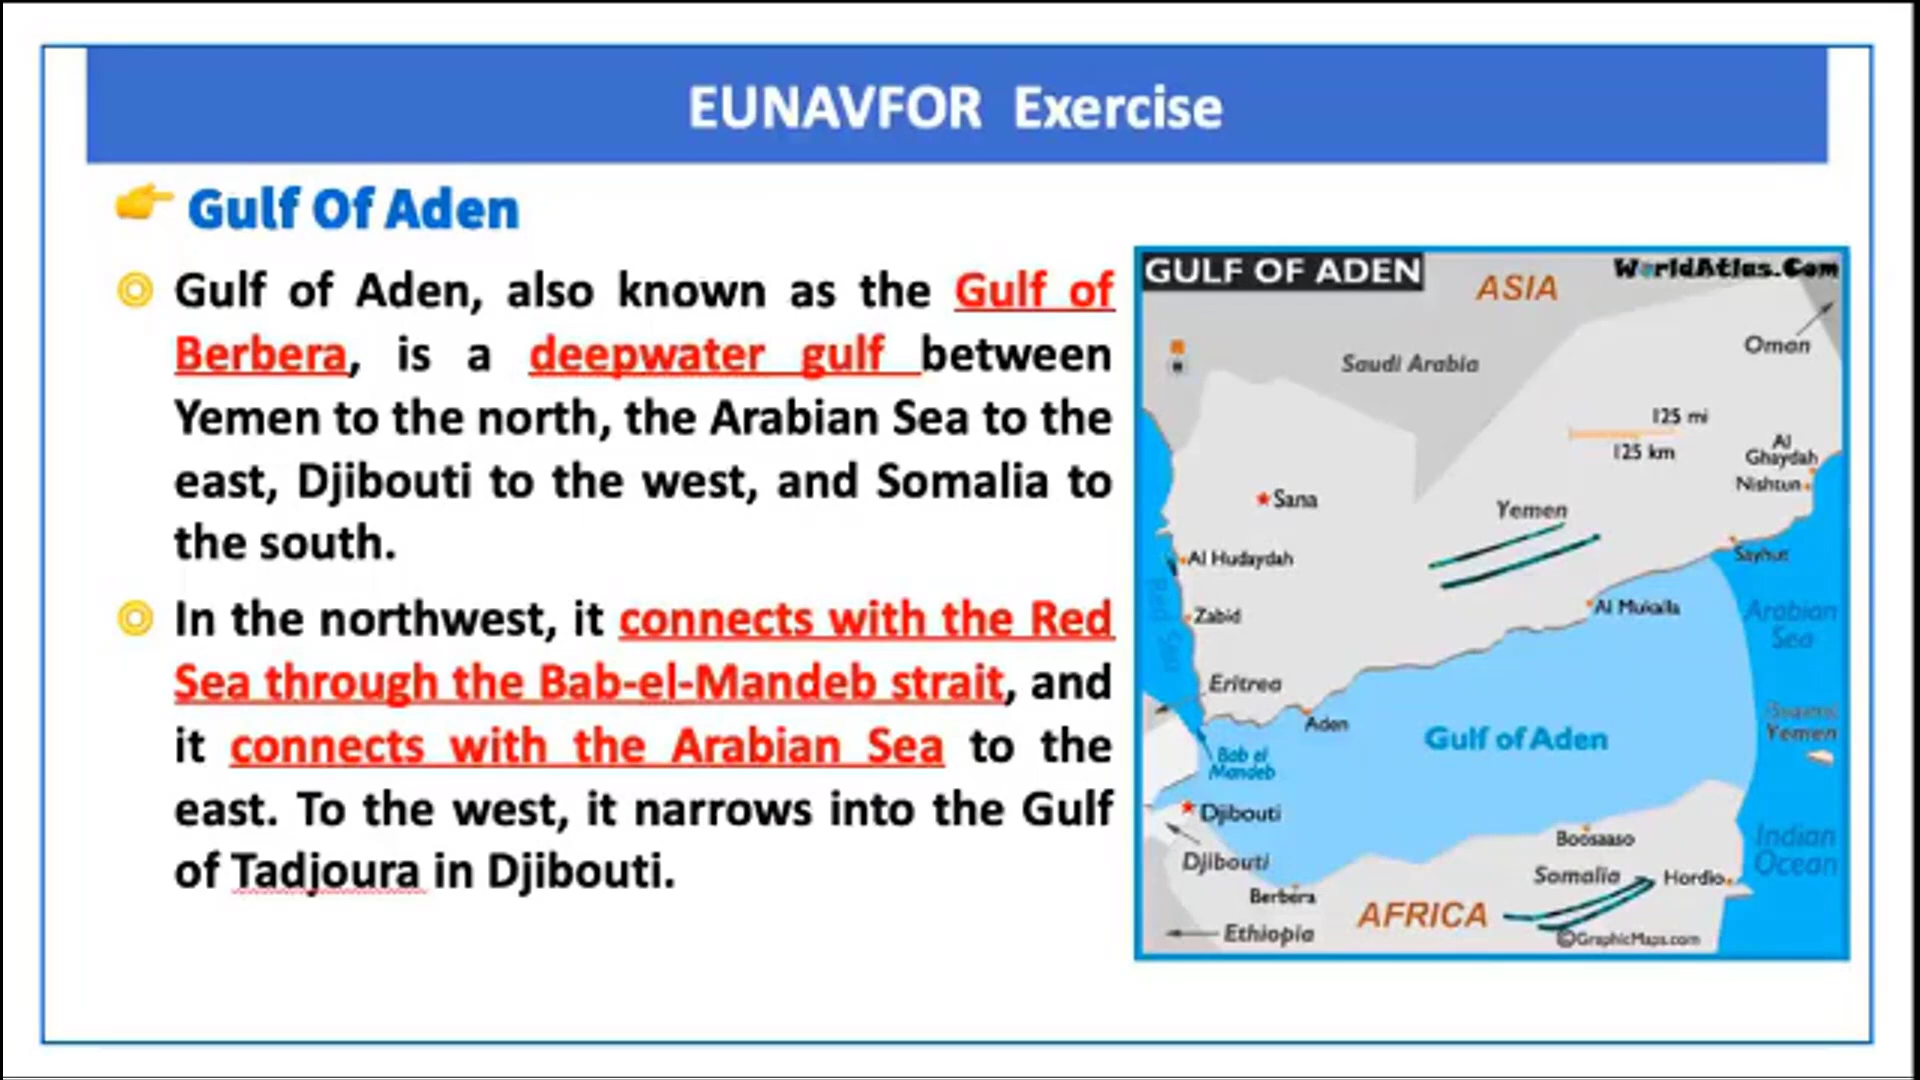 EUNAVFOR Exercise
Gulf Of Aden
Gulf of Aden, also known as the Gulf of
Berbera, is a deepwater gulf between
Yemen to the north, the Arabian Sea to the
east, Djibouti to the west, and Somalia to
the south.
In the northwest, it connects with the Red
Sea through the Bab-el-Mandeb strait, and
it connects with the Arabian Sea to the
east. To the west, it narrows into the Gulf
of Tadjoura in Djibouti.
GULF OF ADEN
WorldAtlas.Com
ASIA
Oman
Saudi Arabia
125 mi
125 km
Al
Ghaydah
Nishtun
Sana
Yemen
Sayhut
Al Hudaydah
Red Sea
Zabid
Al Mukalla
Arabian
Sea
Eritrea
Aden
Gulf of Aden
Yemen
Bab el
Mandeb
Djibouti
Djibouti
Boosaaso
Indian
Ocean
Somalia
Hordio
Berbera
AFRICA
Ethiopia
©GraphicMaps.com